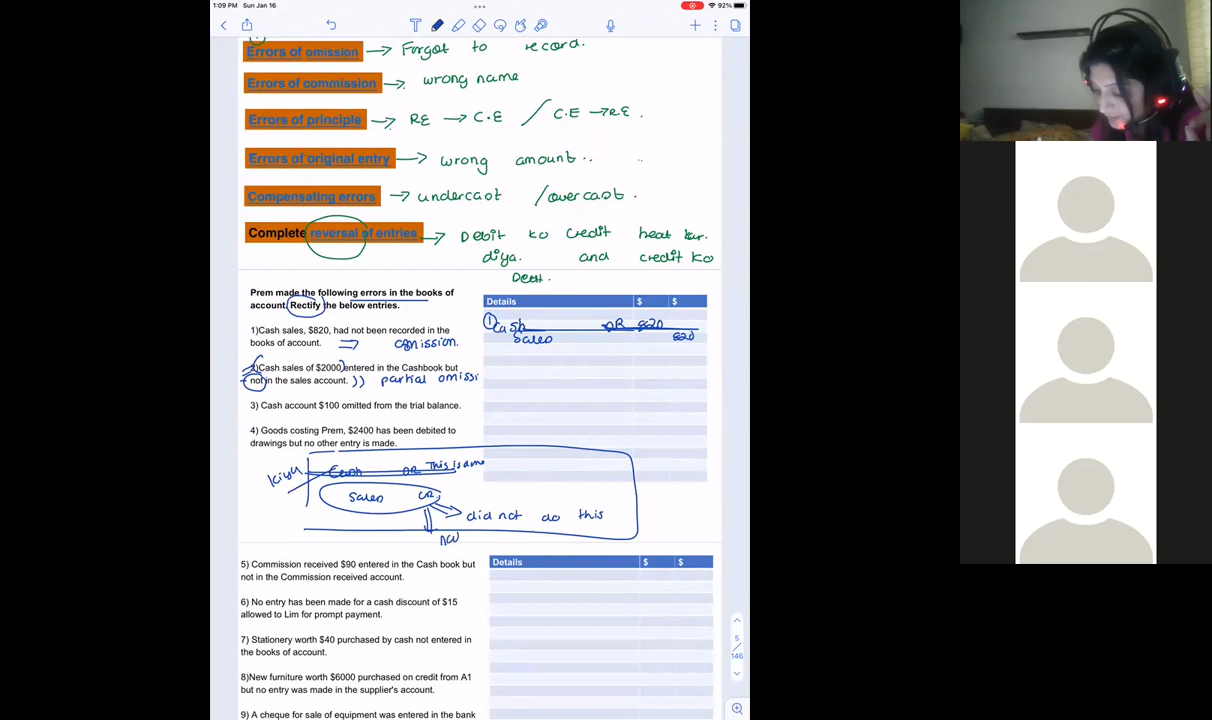 1:09 PM Sun Jan 16
92%
Errors of omission Forgot to record.
Errors of commission wrong name
Errors of principle RE C.E / C.E RE.
Errors of original entry wrong amount..
Compensating errors undercast /overcast.
Complete reversal of entries Debit ko credit
diya. and credit ko
Debit.
Prem made the following errors in the books of
account. Rectify the below entries.
Details $ $
1)Cash sales, $820, had not been recorded in the
books of account. omission.
① Cash DR 820
Sales 820
2)Cash sales of $2000 entered in the Cashbook but
not in the sales account. partial omissi
3) Cash account $100 omitted from the trial balance.
4) Goods costing Prem, $2400 has been debited to
drawings but no other entry is made.
Cash DR This is done
Sales CR
did not do this
5) Commission received $90 entered in the Cash book but
not in the Commission received account.
Details $ $
6) No entry has been made for a cash discount of $15
allowed to Lim for prompt payment.
7) Stationery worth $40 purchased by cash not entered in
the books of account.
8)New furniture worth $6000 purchased on credit from A1
but no entry was made in the supplier's account.
9) A cheque for sale of equipment was entered in the bank
5
/
146